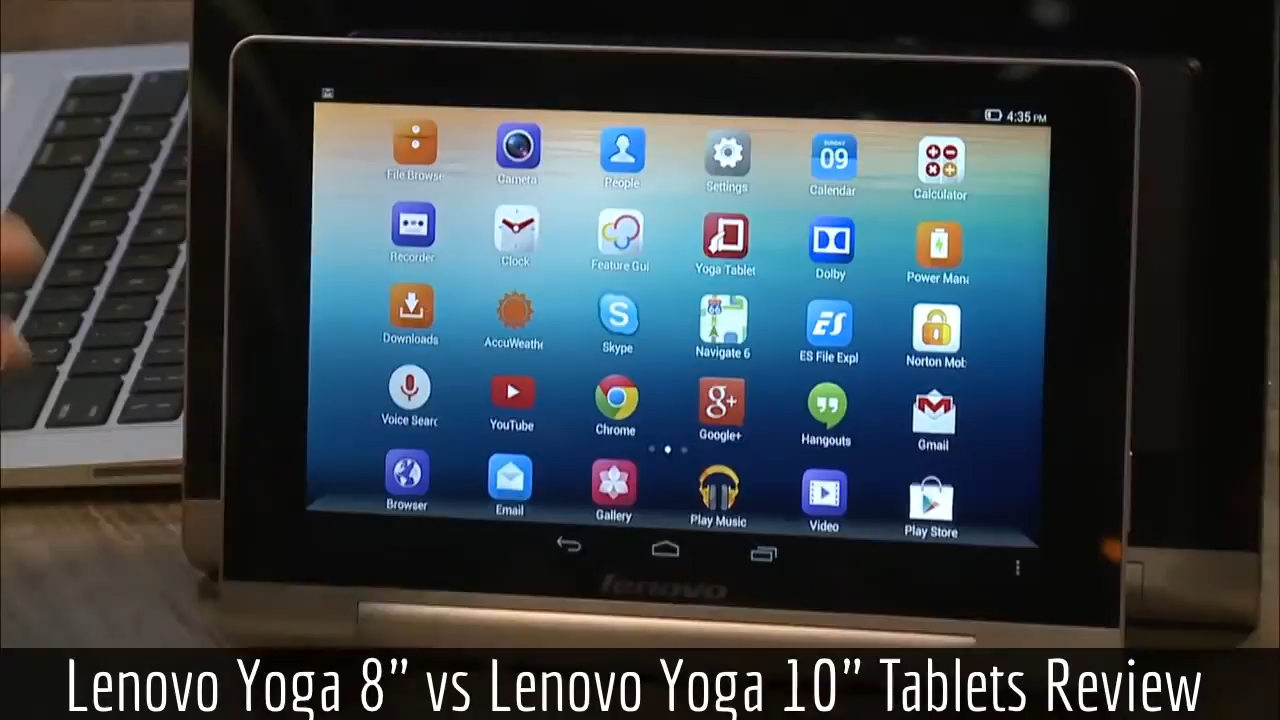 4:35 PM
File Browse
Camera
People
Settings
SUNDAY
09
Calendar
Calculator
Recorder
Clock
Feature Gui
Yoga Tablet
Dolby
Power Mana
Downloads
AccuWeathe
Skype
66
Navigate 6
ES File Expl
Norton Mob
Voice Searc
YouTube
Chrome
g+
Google+
Hangouts
Gmail
Browser
Email
Gallery
Play Music
Video
Play Store
lenovo
Lenovo Yoga 8” vs Lenovo Yoga 10” Tablets Review